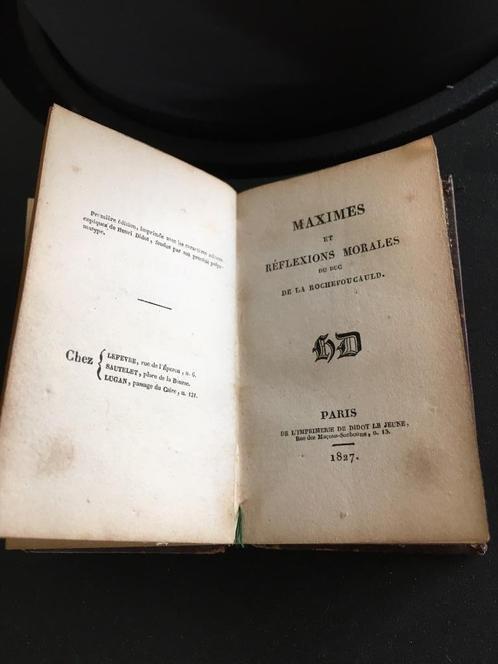 Première édition, imprimée avec les caractères microscopiques
de Henri Didot, fondus par son procédé polyamatype.
Chez
LEFEVRE, rue de l'Éperon, n. 6.
SAUTELET, place de la Bourse.
LUGAN, passage du Caire, n. 121.
MAXIMES
ET
RÉFLEXIONS MORALES
DU DUC
DE LA ROCHEFOUCAULD.
HD
PARIS
DE L'IMPRIMERIE DE DIDOT LE JEUNE,
Rue des Maçons-Sorbonne, n. 13.
1827.